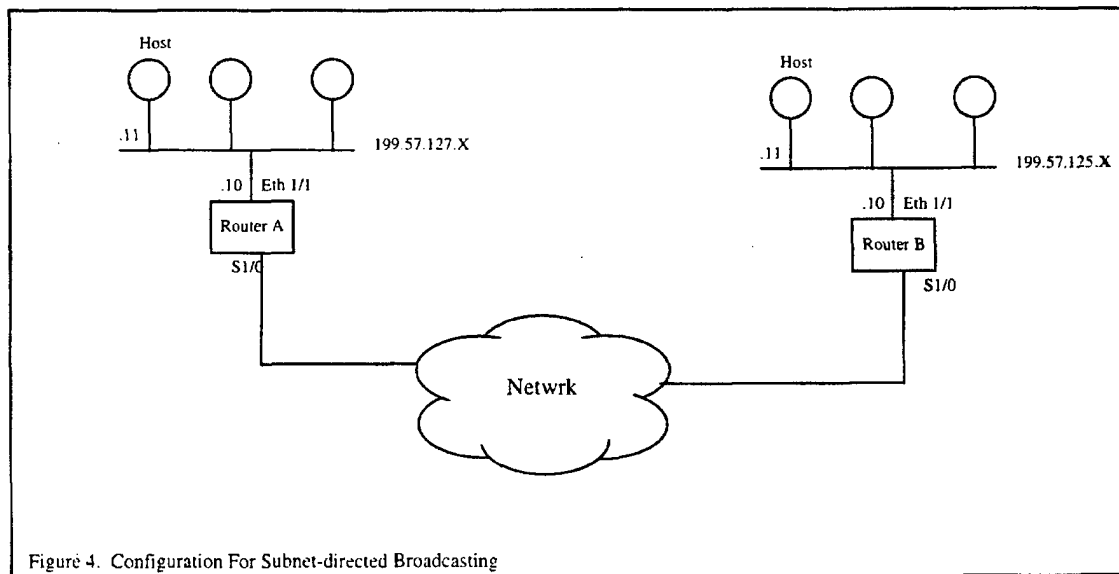 Host
.11
199.57.127.X
.10 Eth 1/1
Router A
S1/0
Host
.11
199.57.125.X
.10 Eth 1/1
Router B
S1/0
Netwrk
Figure 4. Configuration For Subnet-directed Broadcasting